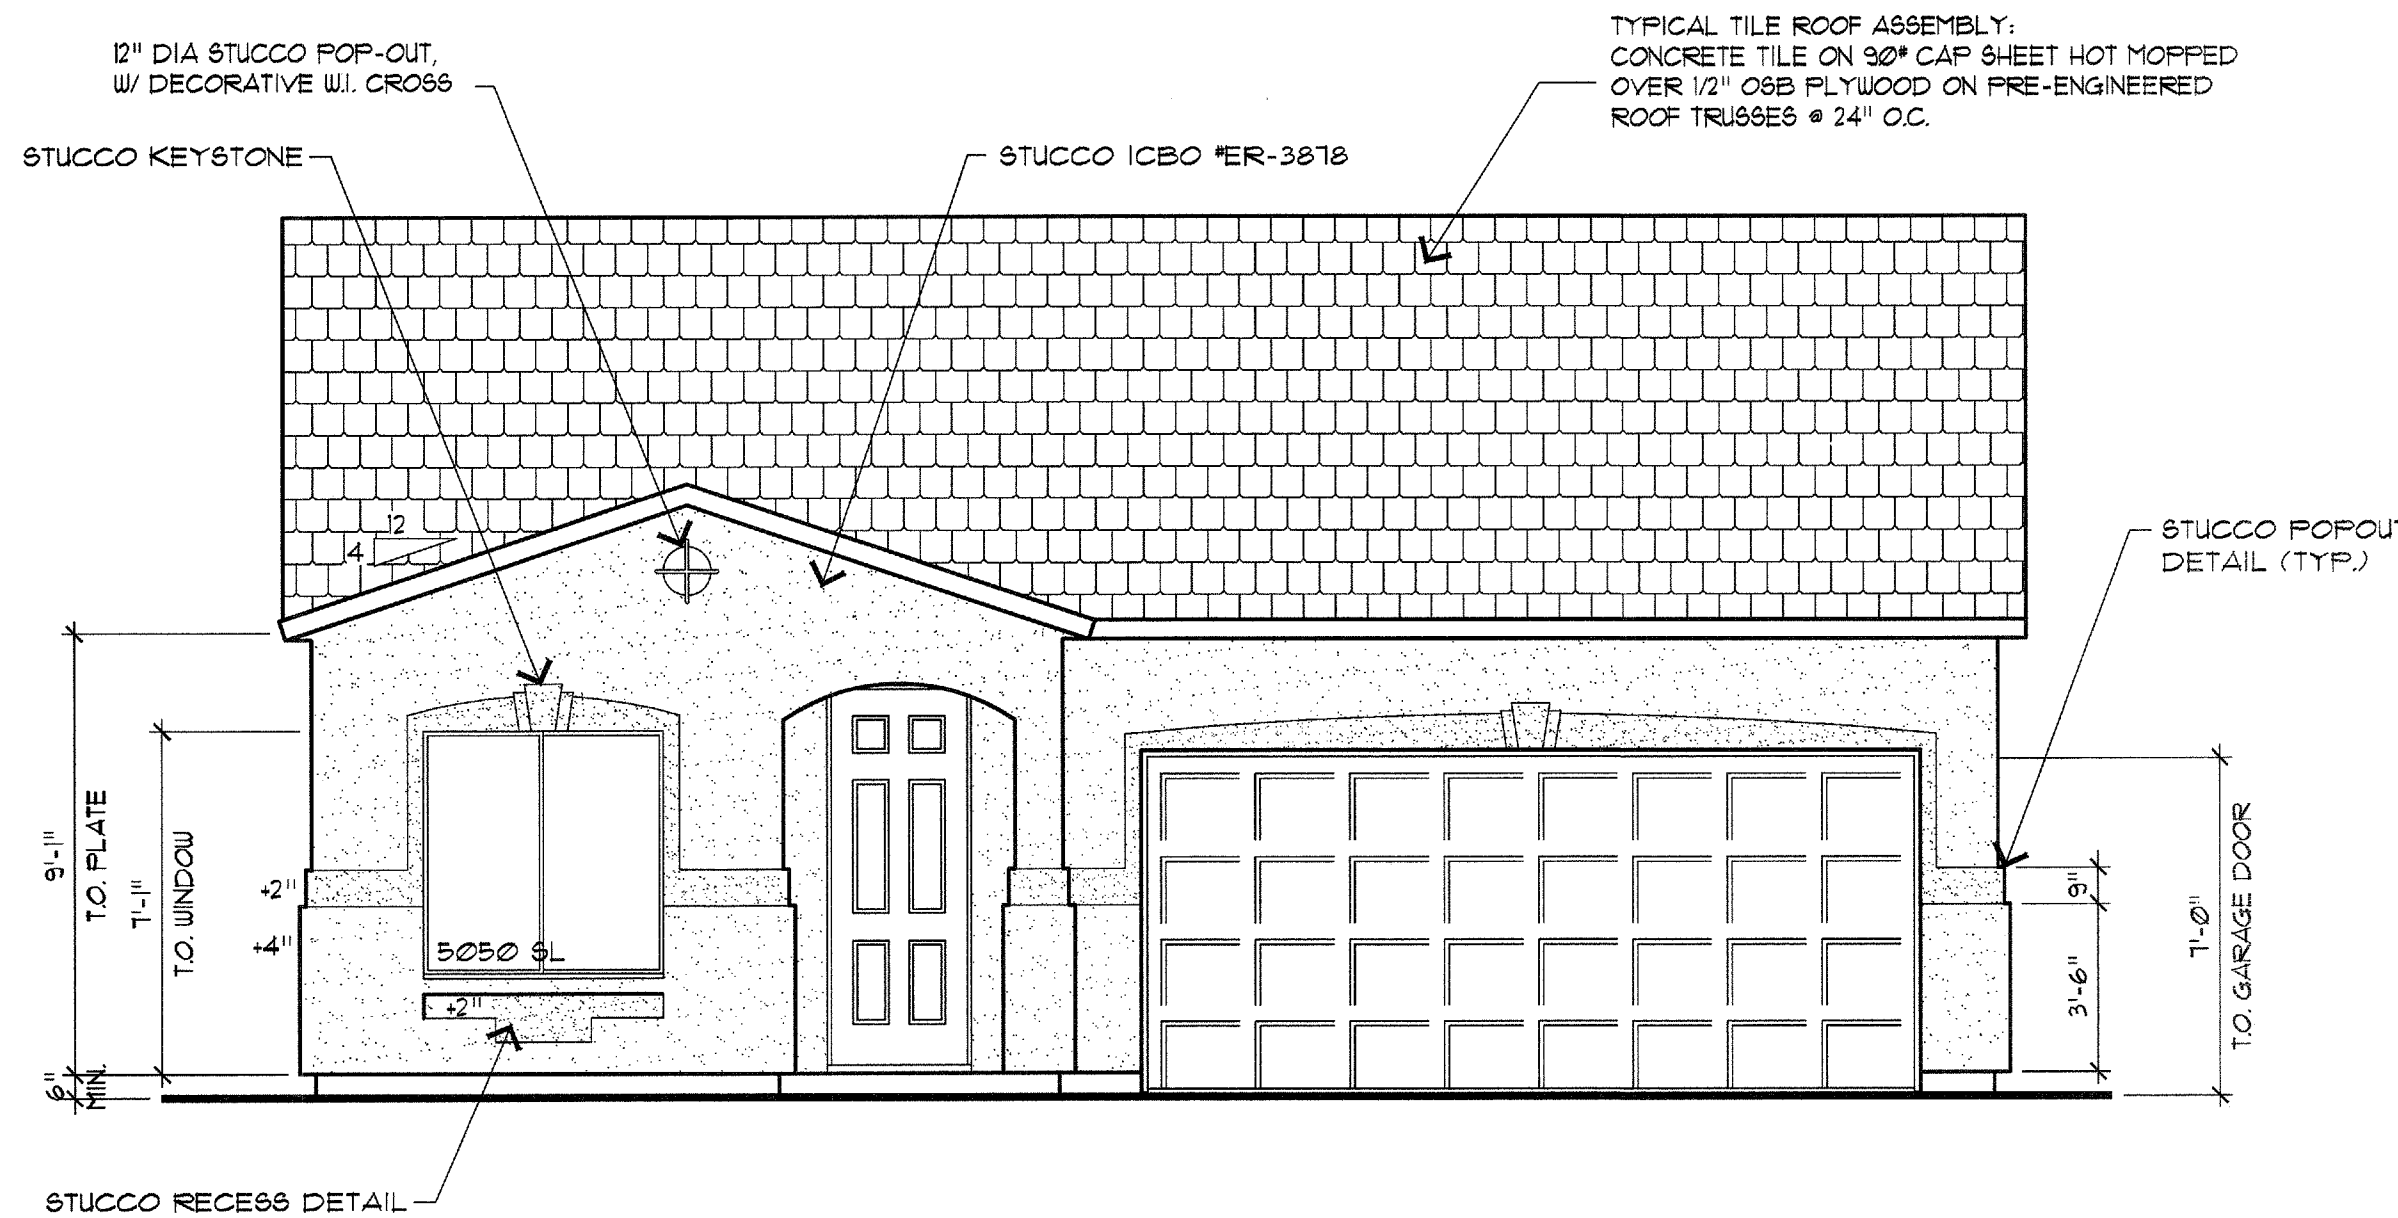 TYPICAL TILE ROOF ASSEMBLY:
CONCRETE TILE ON 90# CAP SHEET HOT MOPPED
OVER 1/2" OSB PLYWOOD ON PRE-ENGINEERED
ROOF TRUSSES @ 24" O.C.
12" DIA STUCCO POP-OUT,
W/ DECORATIVE W.I. CROSS
STUCCO KEYSTONE
STUCCO ICBO #ER-3878
12
4
STUCCO POPOUT
DETAIL (TYP.)
9'-1"
T.O. PLATE
7'-1"
T.O. WINDOW
+2"
+4"
5050 SL
+2"
6"
MIN.
9"
3'-6"
7'-0"
T.O. GARAGE DOOR
STUCCO RECESS DETAIL